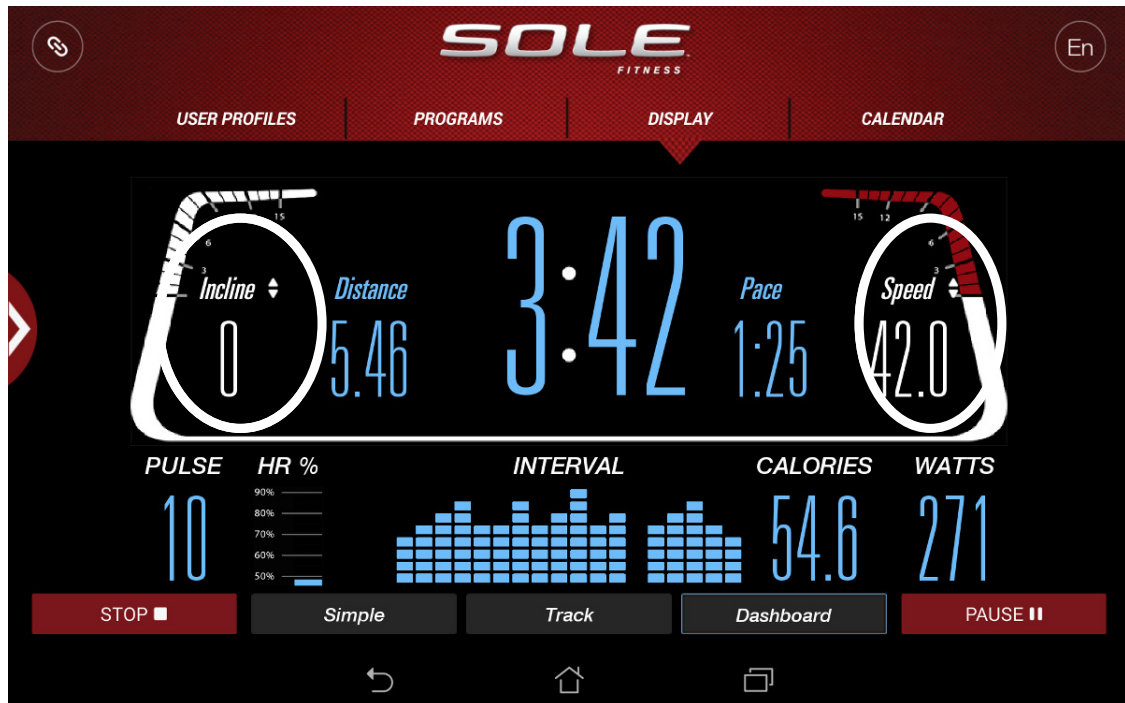 SOLE
FITNESS
En
USER PROFILES
PROGRAMS
DISPLAY
CALENDAR
15
6
3
Incline
0
Distance
5.46
3:42
Pace
1:25
15 12
6
3
Speed
42.0
PULSE
10
HR %
90%
80%
70%
60%
50%
INTERVAL
CALORIES
54.6
WATTS
271
STOP
Simple
Track
Dashboard
PAUSE